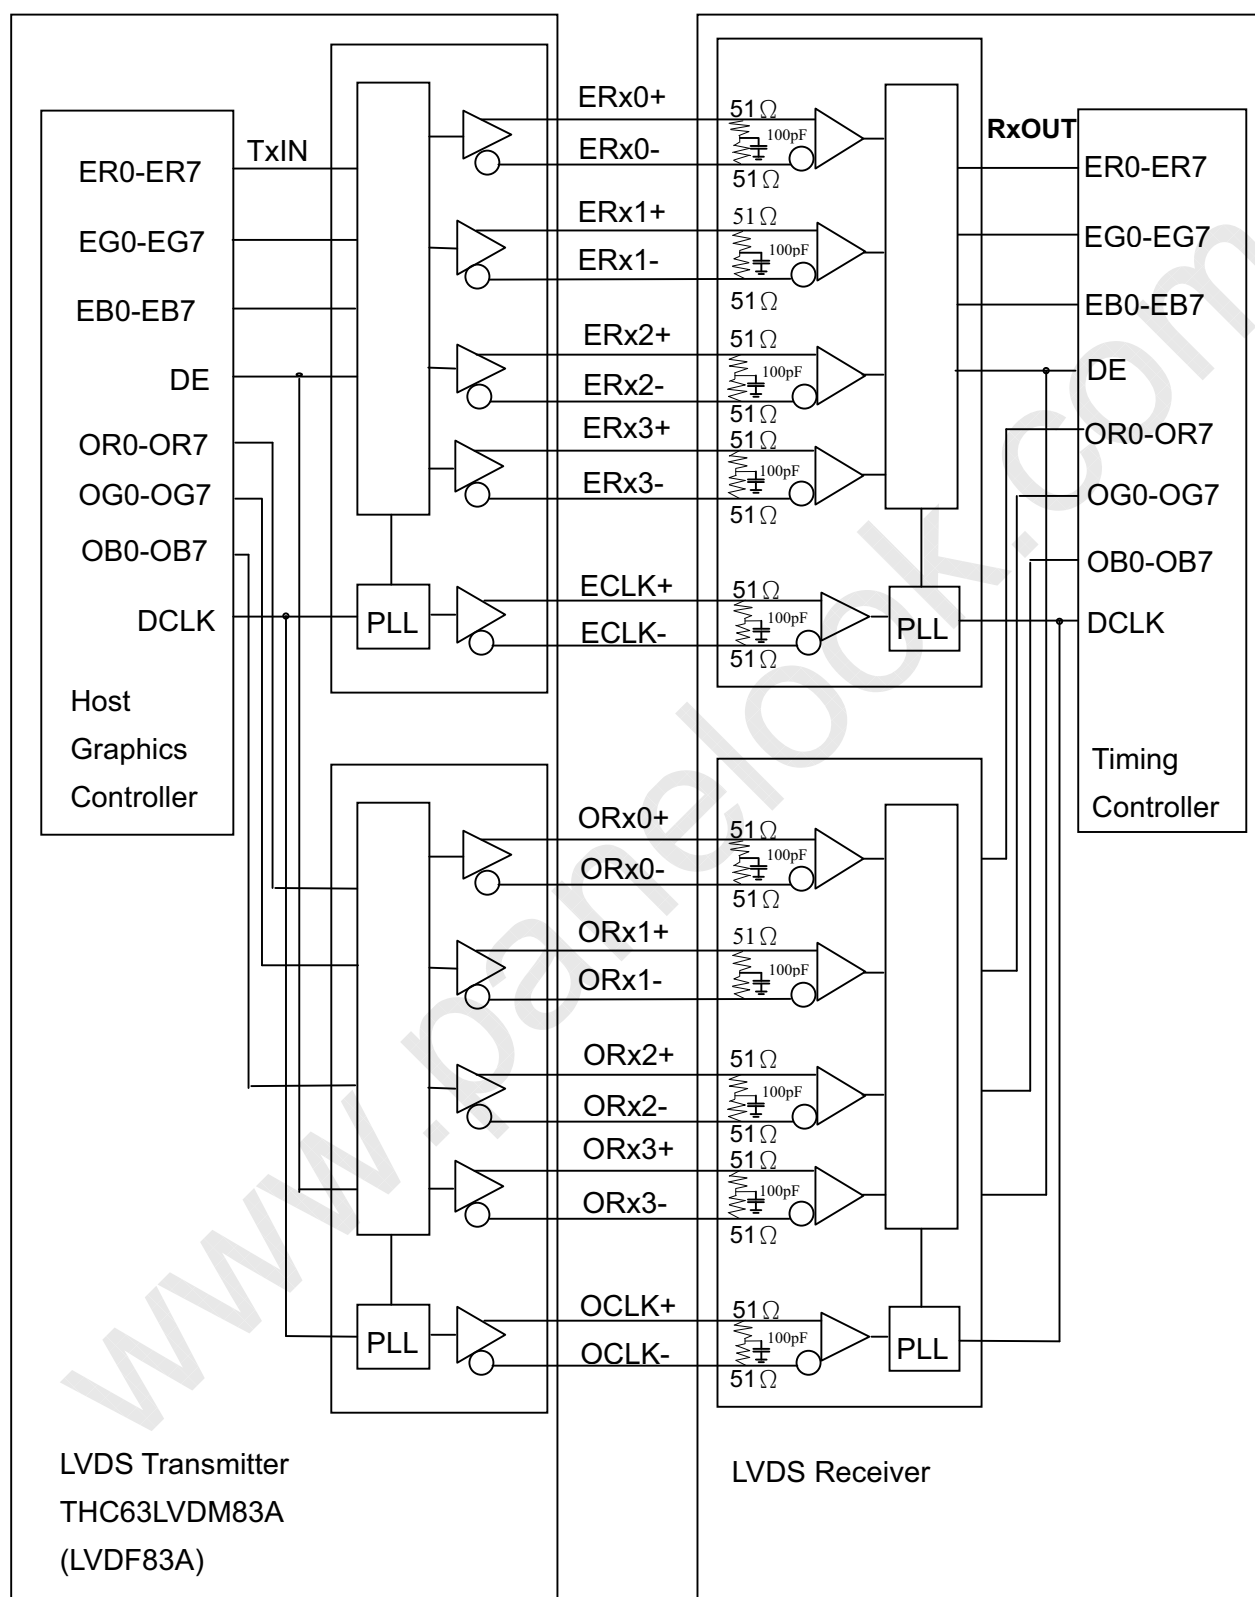 TxIN
ER0-ER7
EG0-EG7
EB0-EB7
DE
OR0-OR7
OG0-OG7
OB0-OB7
DCLK
Host
Graphics
Controller
PLL
ERx0+
ERx0-
ERx1+
ERx1-
ERx2+
ERx2-
ERx3+
ERx3-
ECLK+
ECLK-
51Ω
100pF
51Ω
51Ω
100pF
51Ω
51Ω
100pF
51Ω
51Ω
100pF
51Ω
51Ω
100pF
51Ω
PLL
RxOUT
ER0-ER7
EG0-EG7
EB0-EB7
DE
OR0-OR7
OG0-OG7
OB0-OB7
DCLK
Timing
Controller
PLL
ORx0+
ORx0-
ORx1+
ORx1-
ORx2+
ORx2-
ORx3+
ORx3-
OCLK+
OCLK-
51Ω
100pF
51Ω
51Ω
100pF
51Ω
100pF
51Ω
51Ω
100pF
51Ω
51Ω
100pF
51Ω
PLL
LVDS Transmitter
THC63LVDM83A
(LVDF83A)
LVDS Receiver
www.panelook.com